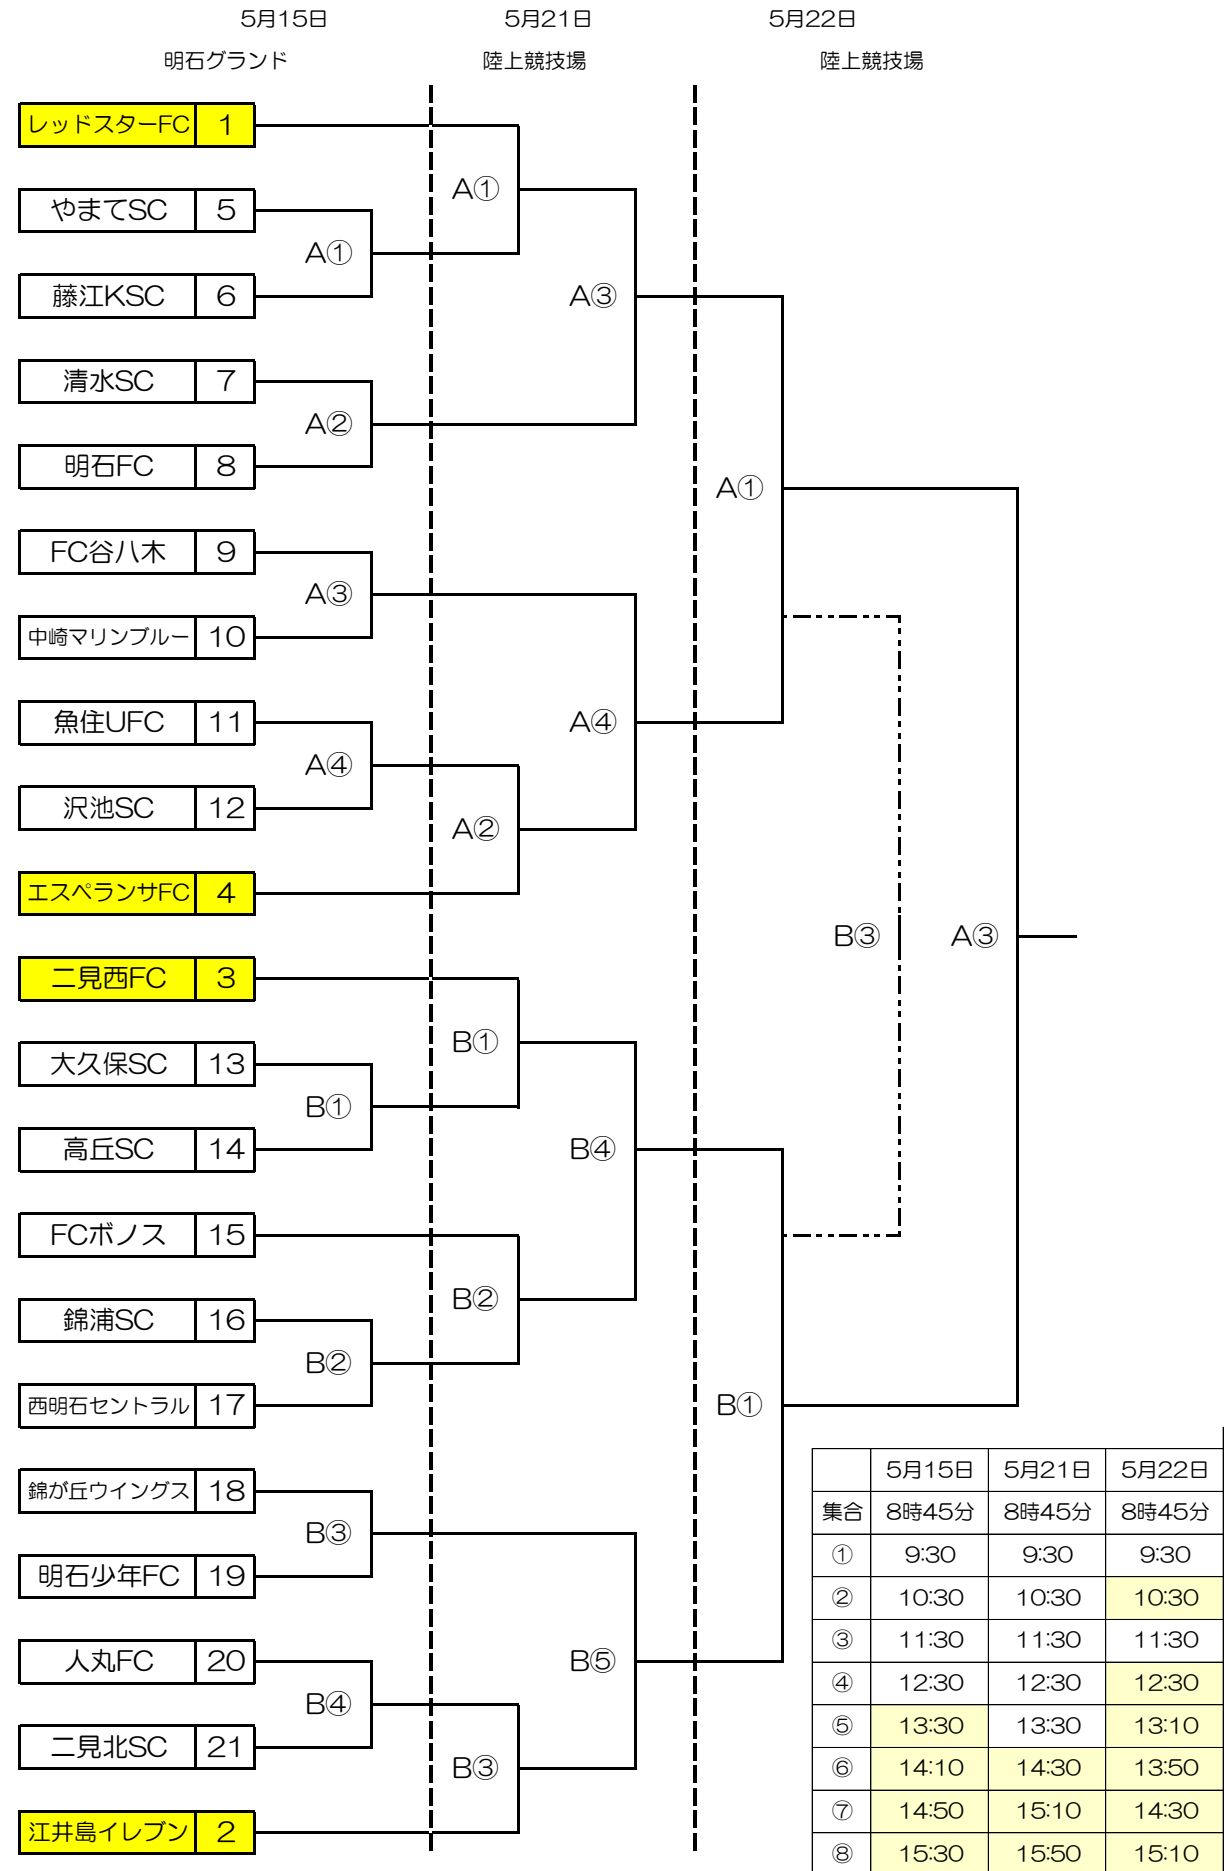 5月15日 5月21日 5月22日
明石グランド 陸上競技場 陸上競技場
レッドスターFC 1
A①
やまてSC 5
A①
藤江KSC 6
A③
清水SC 7
A②
明石FC 8
A①
FC谷八木 9
A③
中崎マリンブルー 10
魚住UFC 11
A④
A④
沢池SC 12
A②
エスペランサFC 4
B③ A③
二見西FC 3
B①
大久保SC 13
B①
高丘SC 14
B④
FCボノス 15
B②
錦浦SC 16
B②
西明石セントラル 17
B①
錦が丘ウイングス 18
B③
明石少年FC 19
人丸FC 20
B⑤
B④
二見北SC 21
B③
江井島イレブン 2
5月15日 5月21日 5月22日
集合 8時45分 8時45分 8時45分
① 9:30 9:30 9:30
② 10:30 10:30 10:30
③ 11:30 11:30 11:30
④ 12:30 12:30 12:30
⑤ 13:30 13:30 13:10
⑥ 14:10 14:30 13:50
⑦ 14:50 15:10 14:30
⑧ 15:30 15:50 15:10